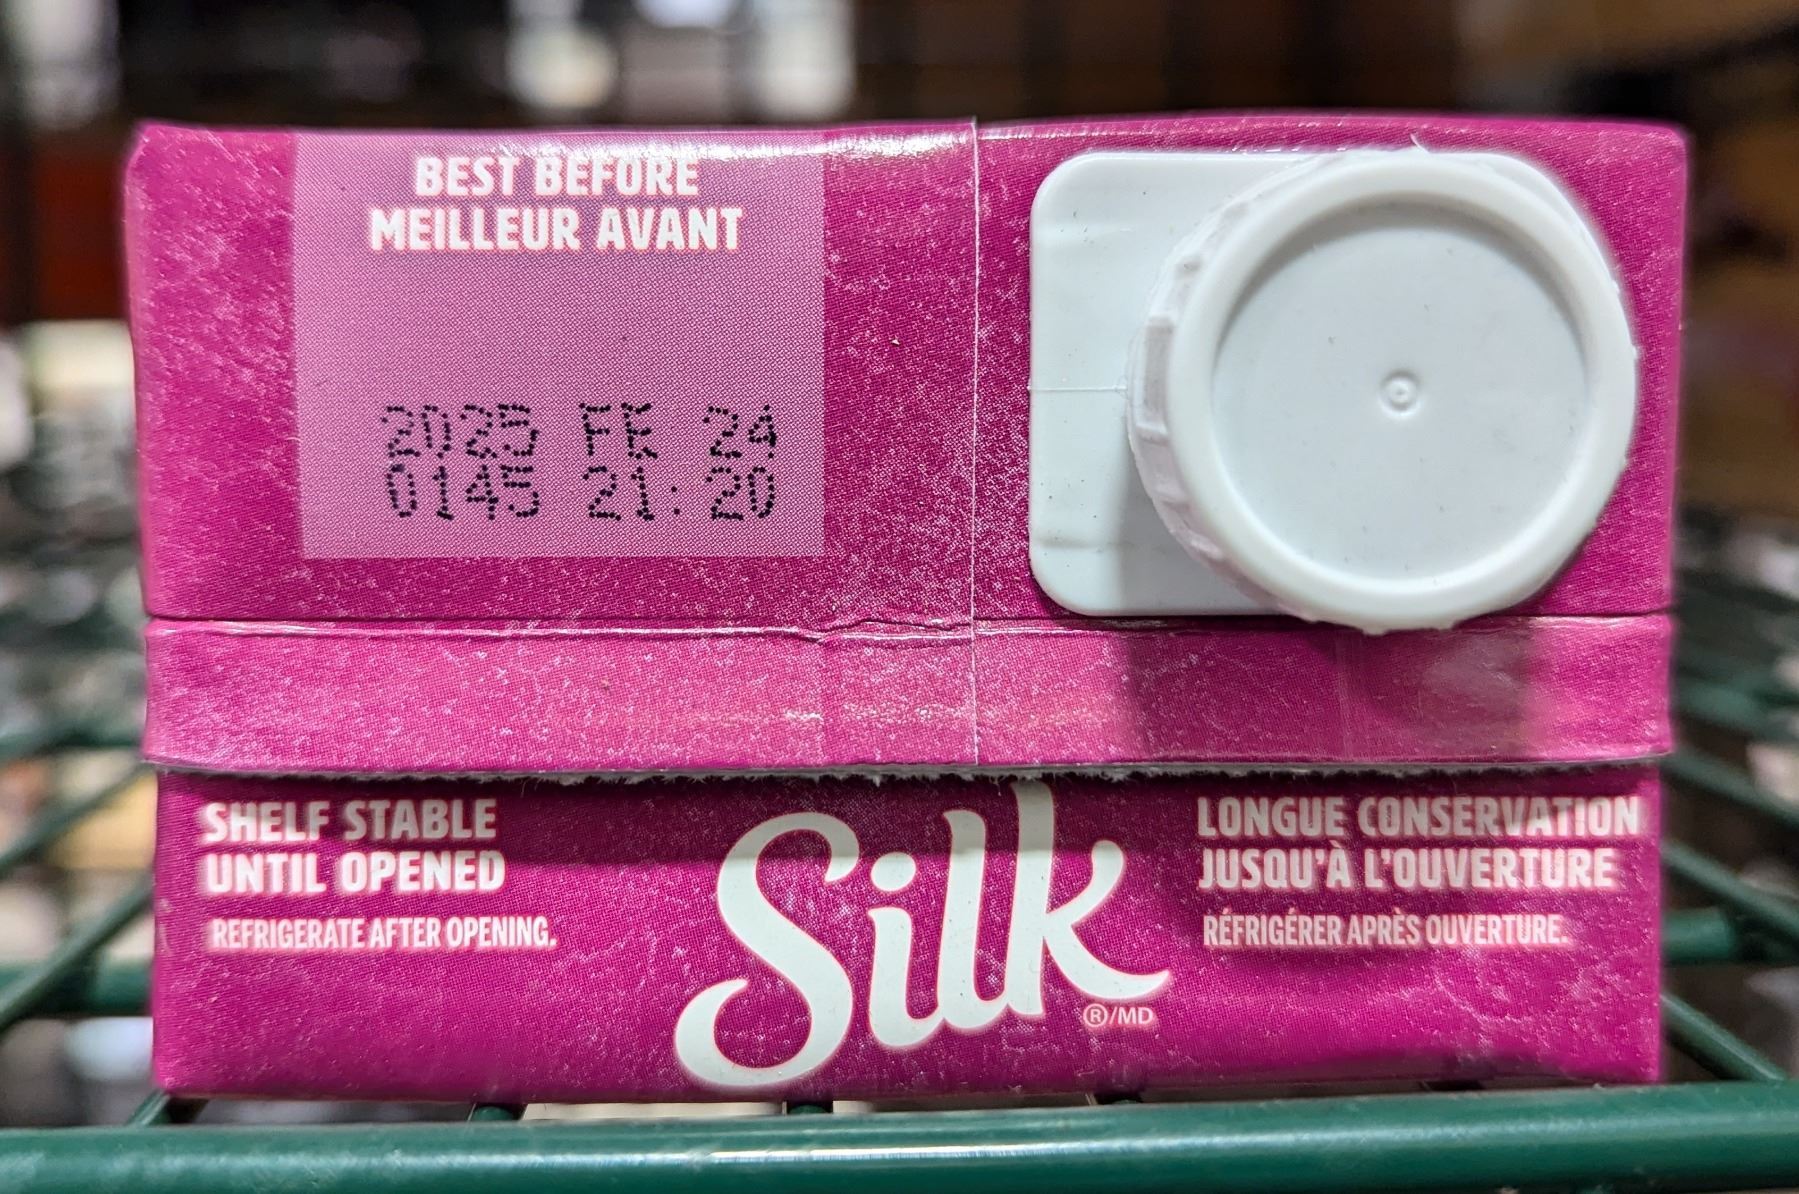 BEST BEFORE
MEILLEUR AVANT
2025 FE 24
0145 21:20
SHELF STABLE
UNTIL OPENED
REFRIGERATE AFTER OPENING.
Silk
®/MD
LONGUE CONSERVATION
JUSQU'À L'OUVERTURE
RÉFRIGÉRER APRÈS OUVERTURE.